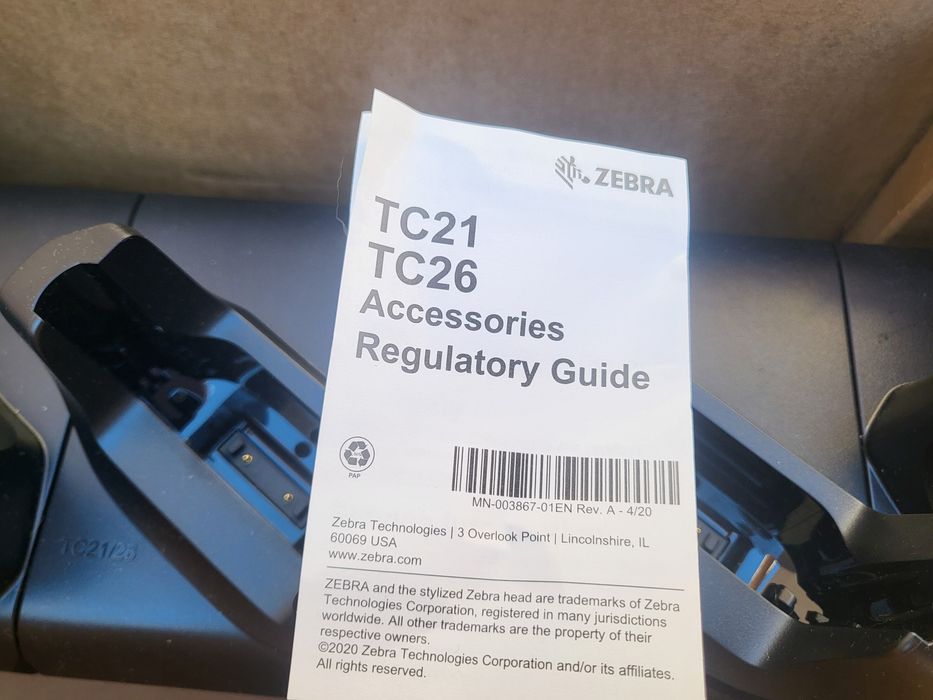 ZEBRA
TC21
TC26
Accessories
Regulatory Guide
PAP
MN-003867-01EN Rev. A - 4/20
Zebra Technologies | 3 Overlook Point | Lincolnshire, IL
60069 USA
www.zebra.com
ZEBRA and the stylized Zebra head are trademarks of Zebra
Technologies Corporation, registered in many jurisdictions
worldwide. All other trademarks are the property of their
respective owners.
©2020 Zebra Technologies Corporation and/or its affiliates.
All rights reserved.
TC21/26